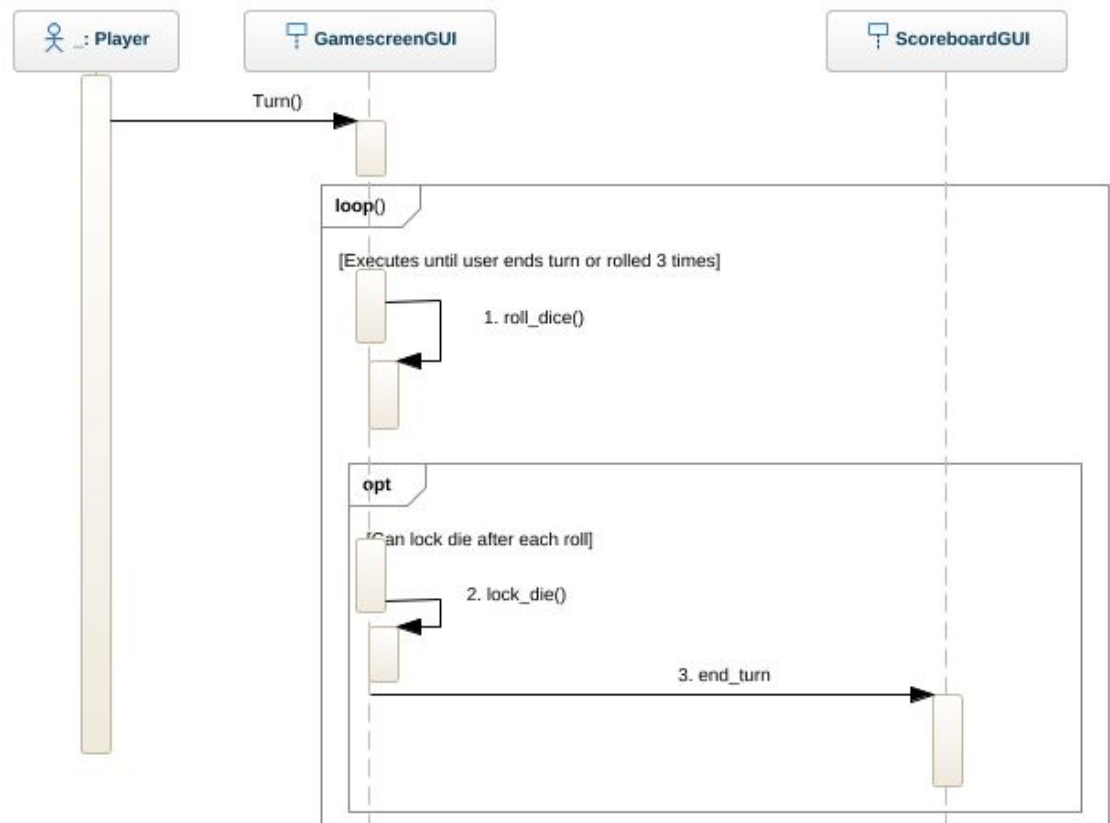 _: Player
GamescreenGUI
ScoreboardGUI
Turn()
loop()
[Executes until user ends turn or rolled 3 times]
1. roll_dice()
opt
[Can lock die after each roll]
2. lock_die()
3. end_turn